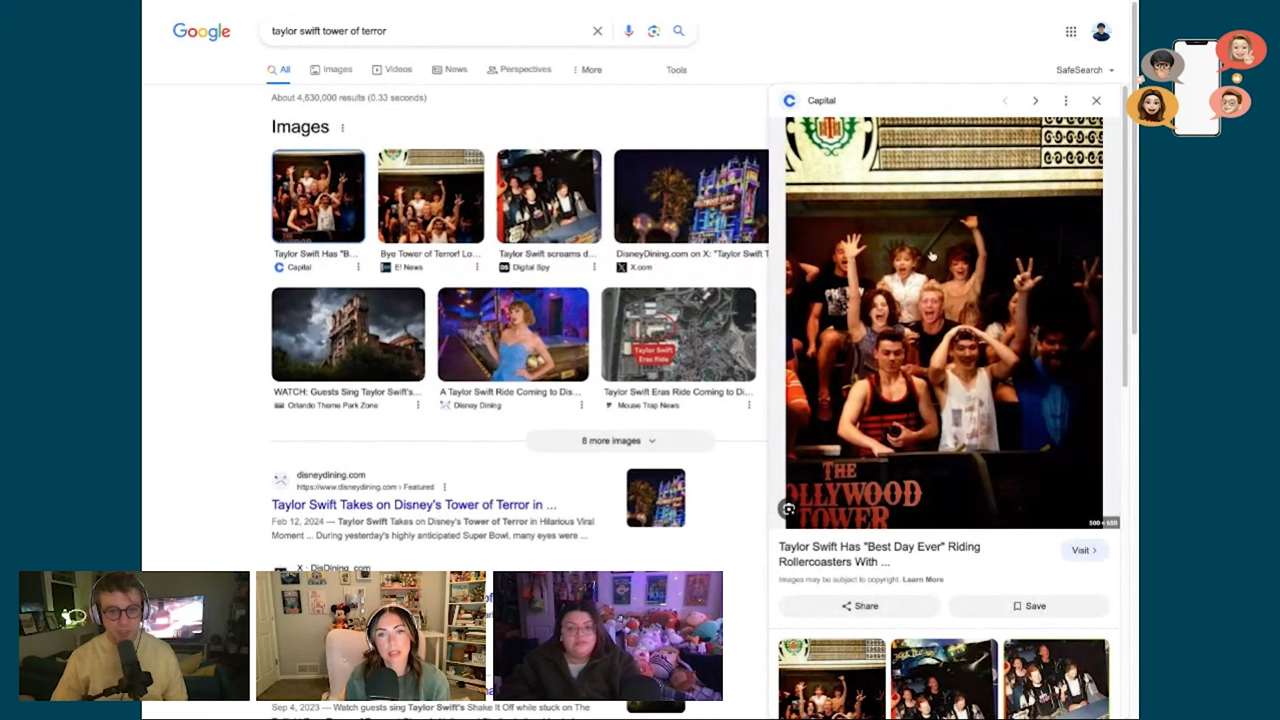 Google
taylor swift tower of terror
All
Images
Videos
News
Perspectives
More
Tools
SafeSearch
About 4,630,000 results (0.33 seconds)
Images
Taylor Swift Has "B...
Capital
Bye Tower of Terror! Lo...
E! News
Taylor Swift screams d...
DS Digital Spy
DisneyDining.com on X: "Taylor Swift T
X.com
Taylor Swift
Eras Ride
WATCH: Guests Sing Taylor Swift's...
Orlando Theme Park Zone
A Taylor Swift Ride Coming to Dis...
Disney Dining
Taylor Swift Eras Ride Coming to Di...
Mouse Trap News
8 more images
disneydining.com
https://www.disneydining.com › Featured
Taylor Swift Takes on Disney's Tower of Terror in ...
Feb 12, 2024 — Taylor Swift Takes on Disney's Tower of Terror in Hilarious Viral
Moment ... During yesterday's highly anticipated Super Bowl, many eyes were ...
X · DisDining_com
Sep 4, 2023 — Watch guests sing Taylor Swift's Shake It Off while stuck on The
Capital
THE
OLLYWOOD
TOWER
500 × 650
Taylor Swift Has "Best Day Ever" Riding
Rollercoasters With ...
Visit
Images may be subject to copyright. Learn More
Share
Save